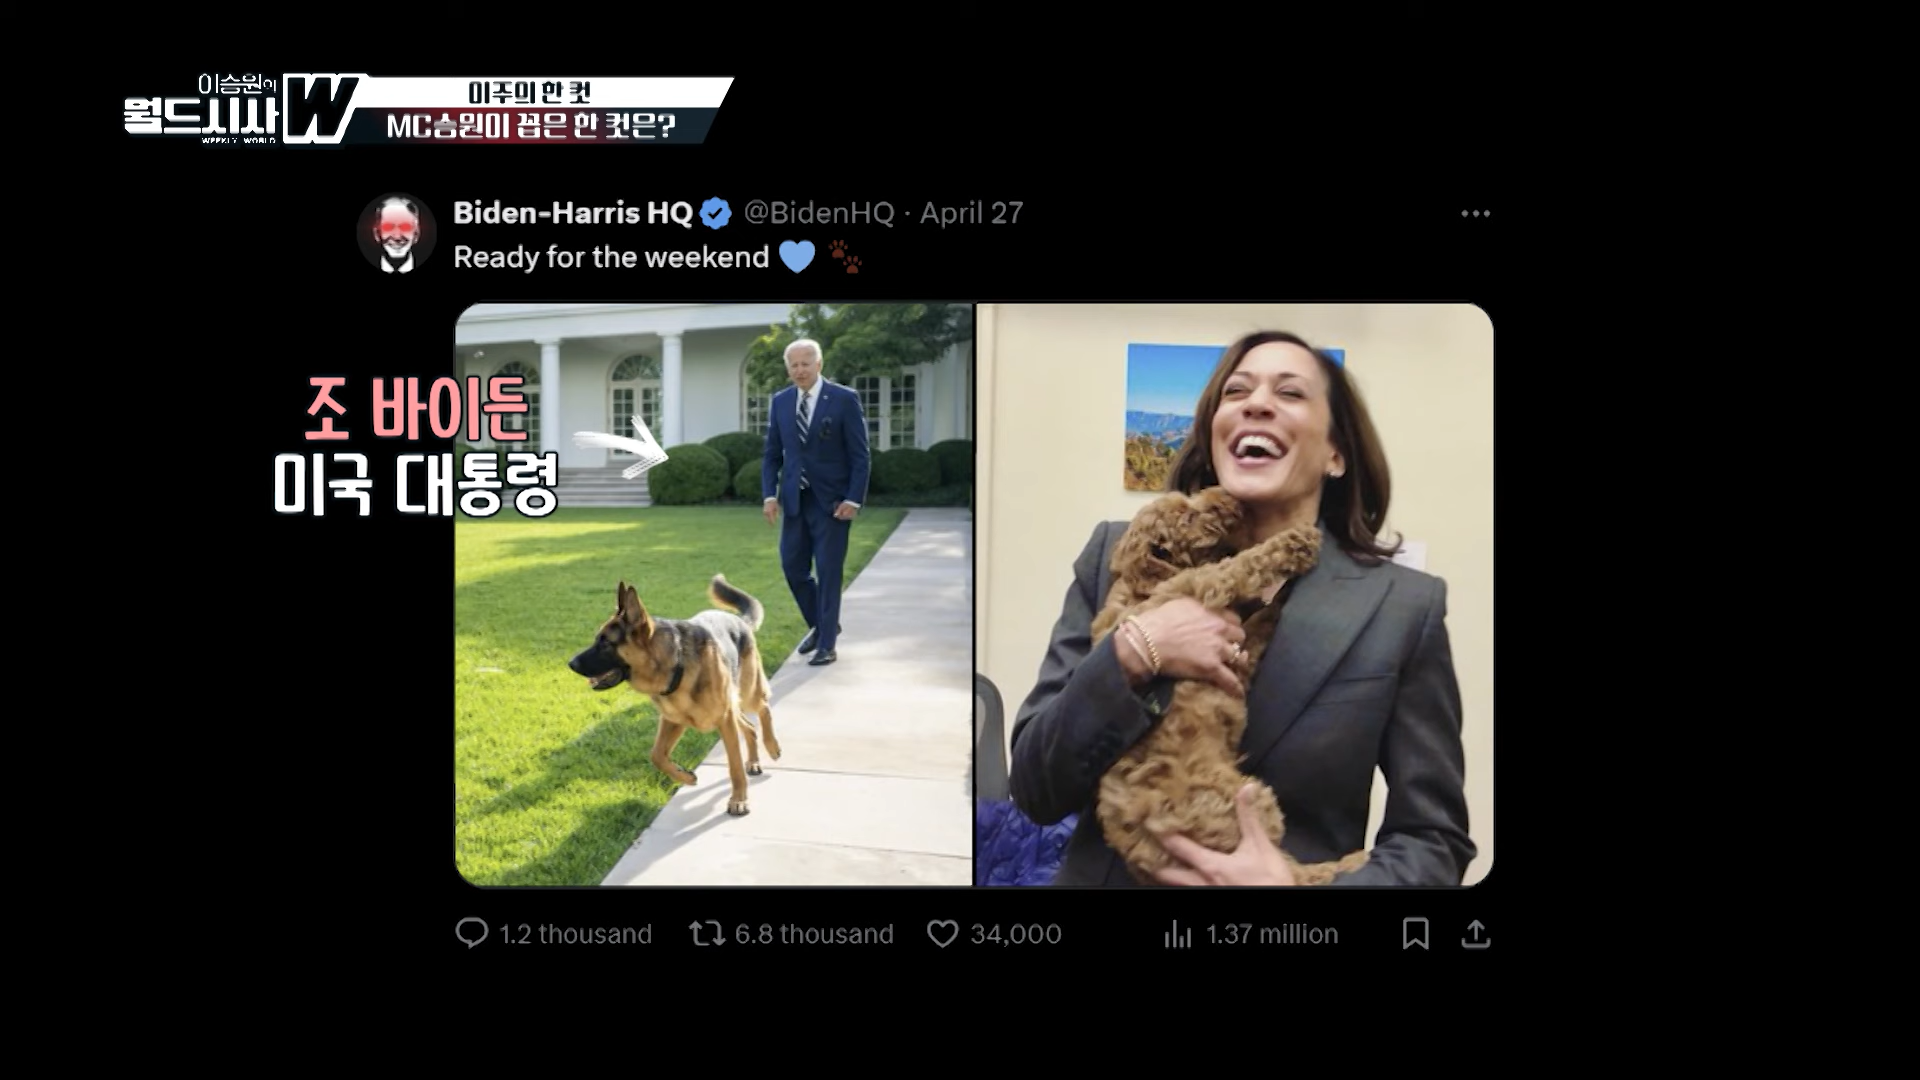 이승원의
월드시사W
WEEKLY WORLD
이주의 한 컷
MC승원이 꼽은 한 컷은?
Biden-Harris HQ @BidenHQ · April 27
Ready for the weekend 💙 🐾
조 바이든
미국 대통령
1.2 thousand 6.8 thousand 34,000 1.37 million